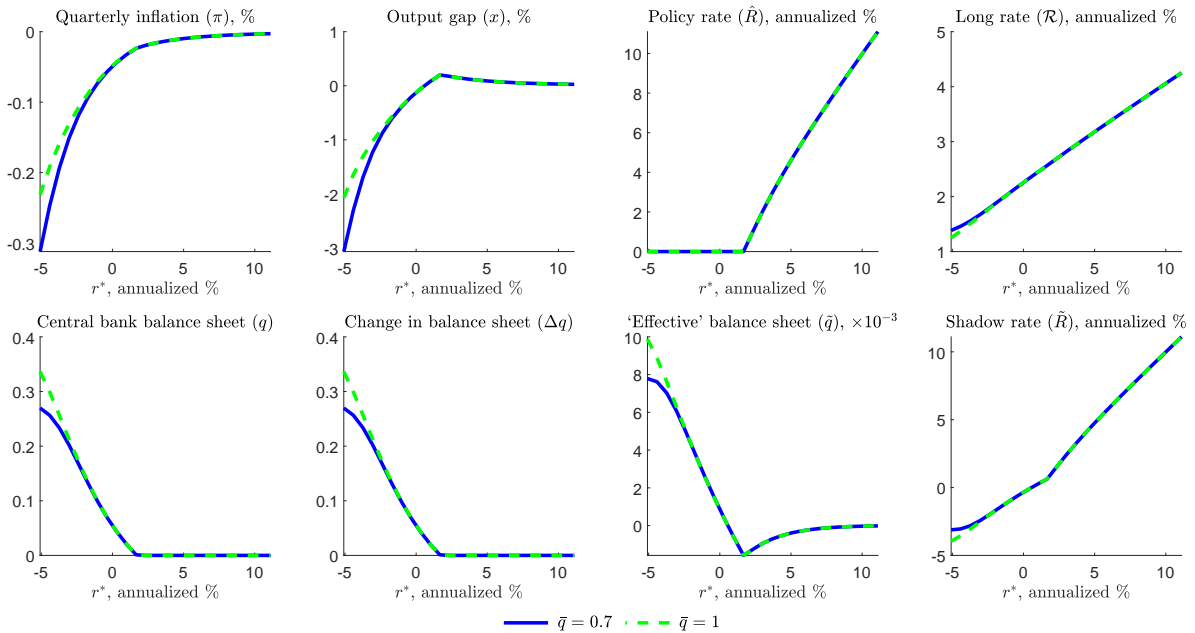 Quarterly inflation (π), %
0
-0.1
-0.2
-0.3
-5 0 5 10
r*, annualized %
Output gap (x), %
1
0
-1
-2
-3
-5 0 5 10
r*, annualized %
Policy rate (R̂), annualized %
10
8
6
4
2
0
-5 0 5 10
r*, annualized %
Long rate (ℛ), annualized %
5
4
3
2
1
-5 0 5 10
r*, annualized %
Central bank balance sheet (q)
0.4
0.3
0.2
0.1
0
-5 0 5 10
r*, annualized %
Change in balance sheet (Δq)
0.4
0.3
0.2
0.1
0
-5 0 5 10
r*, annualized %
‘Effective’ balance sheet (q̃), ×10⁻³
10
8
6
4
2
0
-5 0 5 10
r*, annualized %
Shadow rate (R̃), annualized %
10
5
0
-5
-5 0 5 10
r*, annualized %
q̄ = 0.7 q̄ = 1